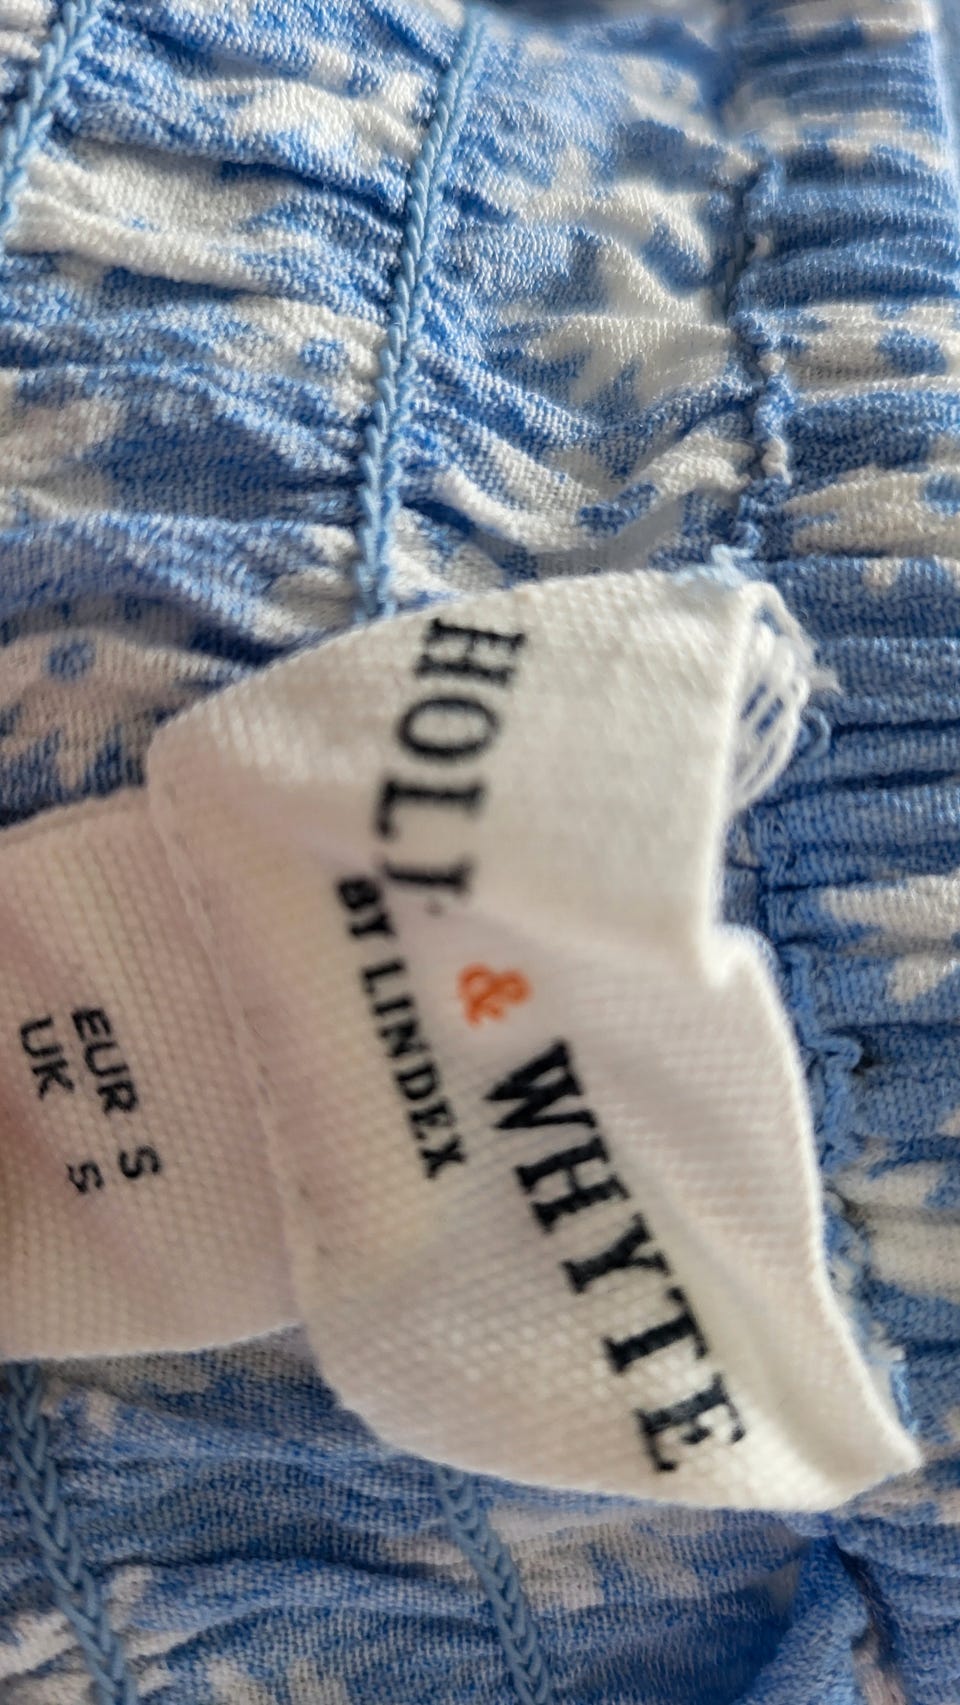 HOLLY & WHYTE
BY LINDEX
EUR S
UK S